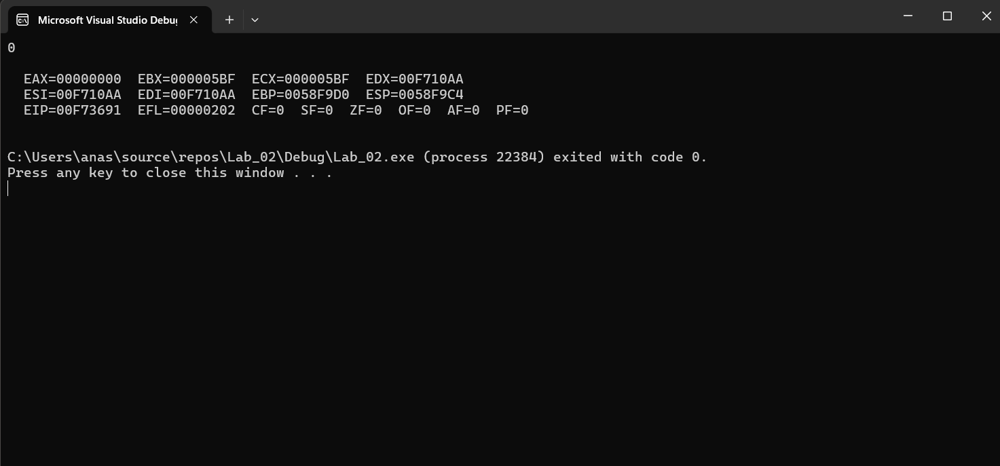 Microsoft Visual Studio Debug
0
EAX=00000000  EBX=000005BF  ECX=000005BF  EDX=00F710AA
ESI=00F710AA  EDI=00F710AA  EBP=0058F9D0  ESP=0058F9C4
EIP=00F73691  EFL=00000202  CF=0  SF=0  ZF=0  OF=0  AF=0  PF=0
C:\Users\anas\source\repos\Lab_02\Debug\Lab_02.exe (process 22384) exited with code 0.
Press any key to close this window . . .